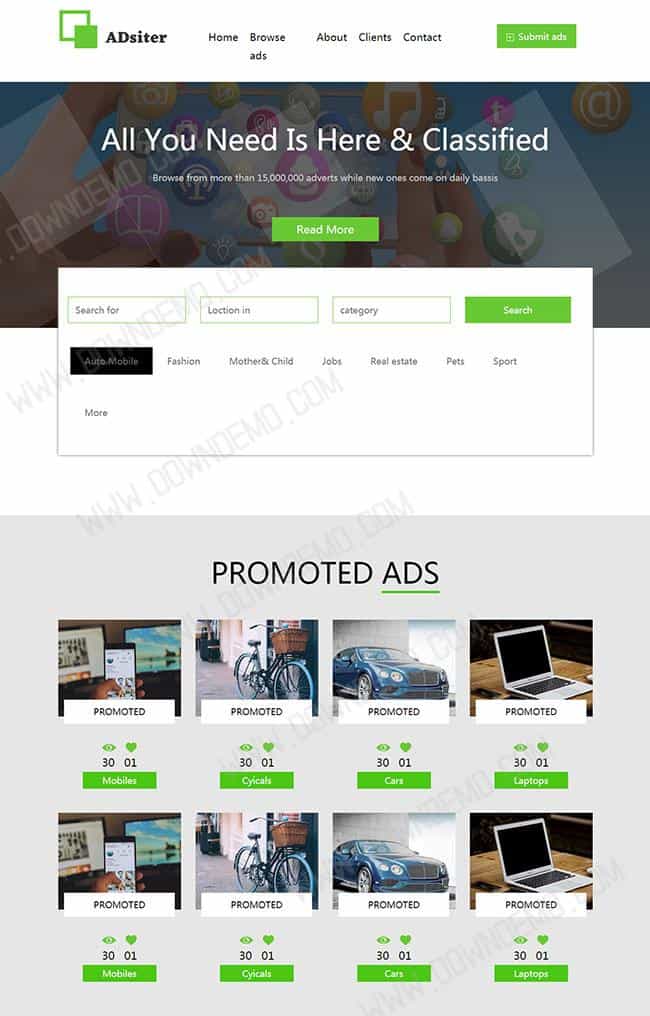 ADsiter
Home Browse ads About Clients Contact
Submit ads
All You Need Is Here & Classified
Browse from more than 15,000,000 adverts while new ones come on daily bassis
Read More
Search for Loction in category Search
Auto Mobile Fashion Mother& Child Jobs Real estate Pets Sport
More
PROMOTED ADS
PROMOTED PROMOTED PROMOTED PROMOTED
30 01 30 01 30 01 30 01
Mobiles Cyicals Cars Laptops
PROMOTED PROMOTED PROMOTED PROMOTED
30 01 30 01 30 01 30 01
Mobiles Cyicals Cars Laptops
WWW.DOWNDEMO.COM
WWW.DOWNDEMO.COM
WWW.DOWNDEMO.COM